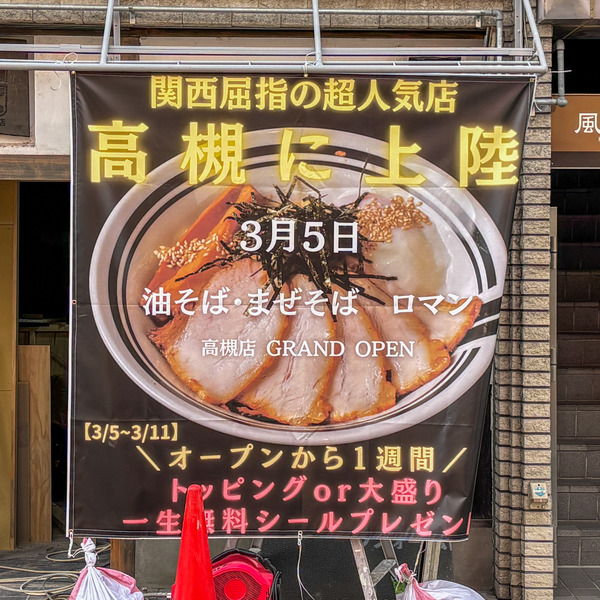 関西屈指の超人気店
高槻に上陸
3月5日
油そば・まぜそば ロマン
高槻店 GRAND OPEN
【3/5~3/11】
＼オープンから1週間／
トッピングor大盛り
一生無料シールプレゼン
風
店